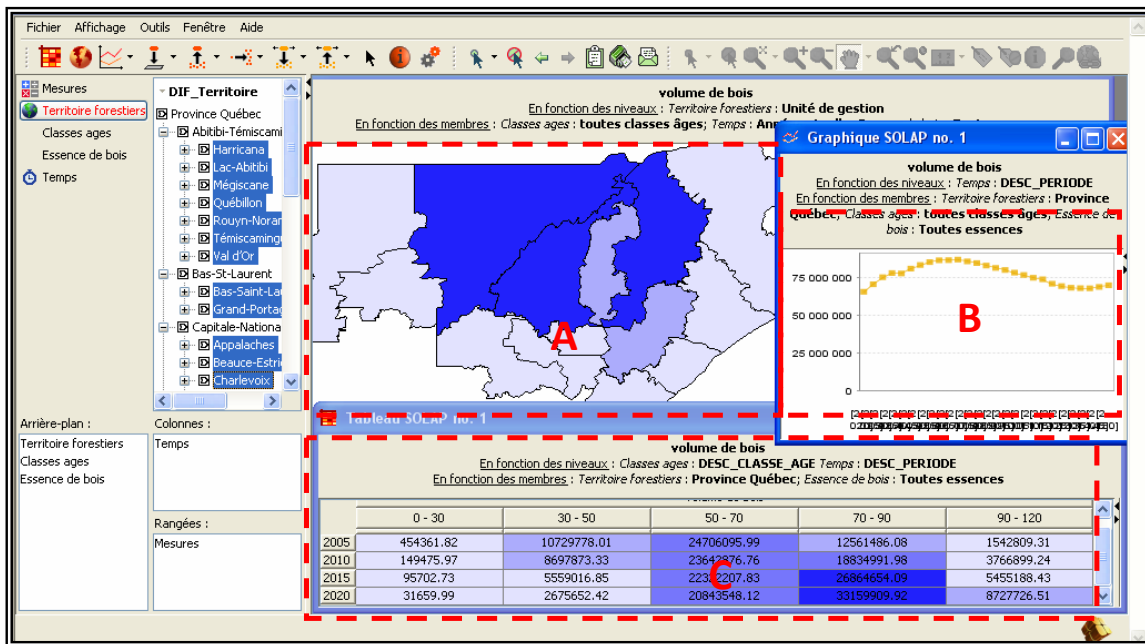 Fichier Affichage Outils Fenêtre Aide
Mesures
Territoire forestiers
Classes ages
Essence de bois
Temps
DIF_Territoire
Province Québec
Abitibi-Témiscami
Harricana
Lac-Abitibi
Mégiscane
Québillon
Rouyn-Noran
Témiscaming
Val d'Or
Bas-St-Laurent
Bas-Saint-Lau
Grand-Portag
Capitale-Nationa
Appalaches
Beauce-Estri
Charlevoix
Arrière-plan :
Territoire forestiers
Classes ages
Essence de bois
Colonnes :
Temps
Rangées :
Mesures
volume de bois
En fonction des niveaux : Territoire forestiers : Unité de gestion
En fonction des membres : Classes ages : toutes classes âges; Temps :
A
Graphique SOLAP no. 1
volume de bois
En fonction des niveaux : Temps : DESC_PERIODE
En fonction des membres : Territoire forestiers : Province
Québec; Classes ages : toutes classes âges; Essence de
bois : Toutes essences
75 000 000
50 000 000
25 000 000
0
B
Tableau SOLAP no. 1
volume de bois
En fonction des niveaux : Classes ages : DESC_CLASSE_AGE Temps : DESC_PERIODE
En fonction des membres : Territoire forestiers : Province Québec; Essence de bois : Toutes essences
volume de bois
0 - 30 30 - 50 50 - 70 70 - 90 90 - 120
2005 454361.82 10729778.01 24706095.99 12561486.08 1542809.31
2010 149475.97 8697873.33 23642876.76 18834991.98 3766899.24
2015 95702.73 5559016.85 22322207.83 26864654.09 5455188.43
2020 31659.99 2675652.42 20843548.12 33159909.92 8727726.51
C